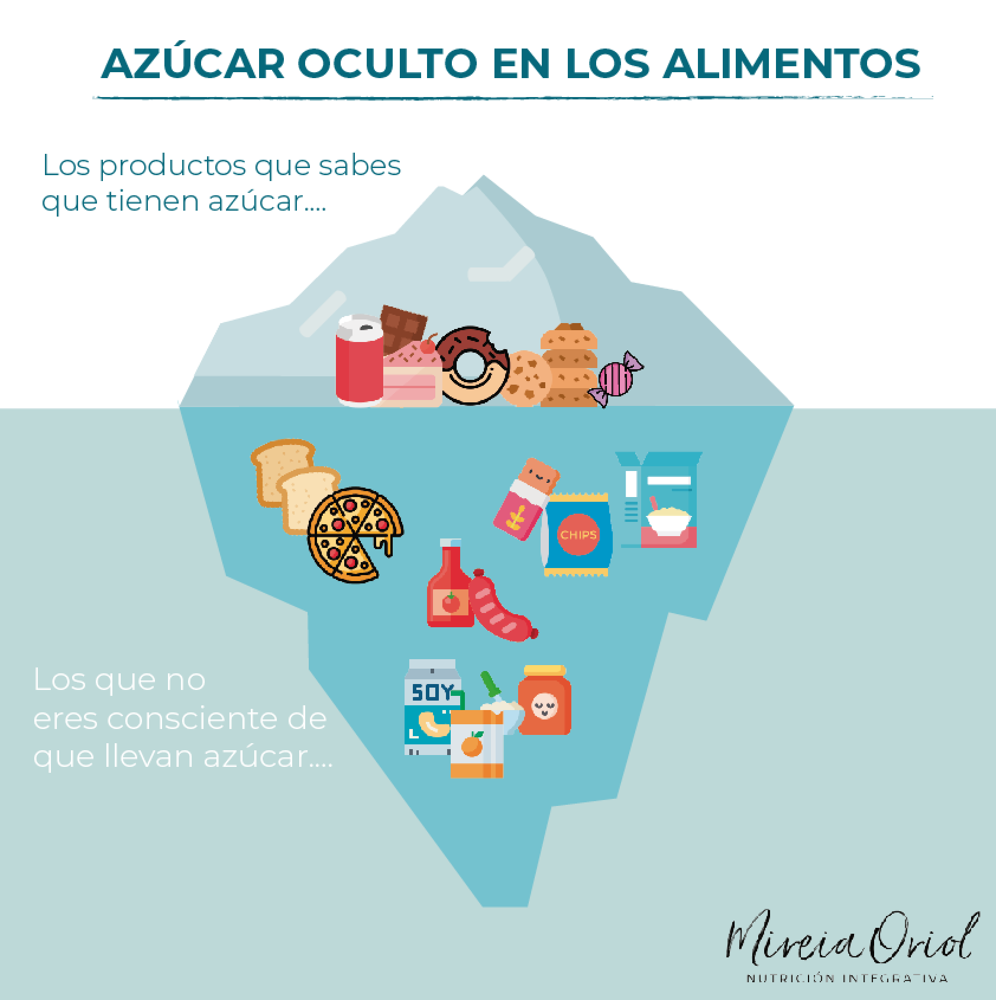 AZÚCAR OCULTO EN LOS ALIMENTOS
Los productos que sabes
que tienen azúcar....
CHIPS
SOY
Los que no
eres consciente de
que llevan azúcar....
Mireia Oriol
NUTRICIÓN INTEGRATIVA